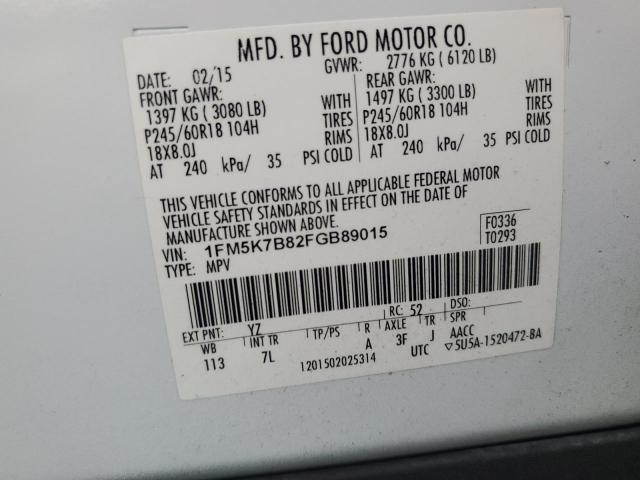 MFD. BY FORD MOTOR CO.
DATE: 02/15 GVWR: 2776 KG ( 6120 LB)
FRONT GAWR: REAR GAWR:
1397 KG ( 3080 LB) WITH 1497 KG ( 3300 LB) WITH
P245/60R18 104H TIRES P245/60R18 104H TIRES
18X8.0J RIMS 18X8.0J RIMS
AT 240 kPa/ 35 PSI COLD AT 240 kPa/ 35 PSI COLD
THIS VEHICLE CONFORMS TO ALL APPLICABLE FEDERAL MOTOR
VEHICLE SAFETY STANDARDS IN EFFECT ON THE DATE OF
MANUFACTURE SHOWN ABOVE.
VIN: 1FM5K7B82FGB89015 F0336
TYPE: MPV T0293
EXT PNT: YZ RC: 52 DSO:
WB INT TR TP/PS R AXLE TR SPR
113 7L A 3F J AACC
1201502025314 UTC ▽5U5A-1520472-BA